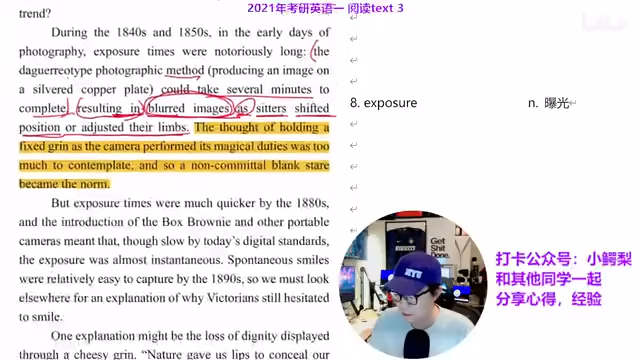 2021年考研英语一 阅读text 3
trend?
During the 1840s and 1850s, in the early days of
photography, exposure times were notoriously long: the
daguerreotype photographic method (producing an image on
a silvered copper plate) could take several minutes to
complete, resulting in blurred images as sitters shifted
position or adjusted their limbs. The thought of holding a
fixed grin as the camera performed its magical duties was too
much to contemplate, and so a non-committal blank stare
became the norm.
But exposure times were much quicker by the 1880s,
and the introduction of the Box Brownie and other portable
cameras meant that, though slow by today's digital standards,
the exposure was almost instantaneous. Spontaneous smiles
were relatively easy to capture by the 1890s, so we must look
elsewhere for an explanation of why Victorians still hesitated
to smile.
One explanation might be the loss of dignity displayed
through a cheesy grin. "Nature gave us lips to conceal our
8. exposure n. 曝光
Get
Shit
Done.
NYU
打卡公众号：小鳄梨
和其他同学一起
分享心得，经验